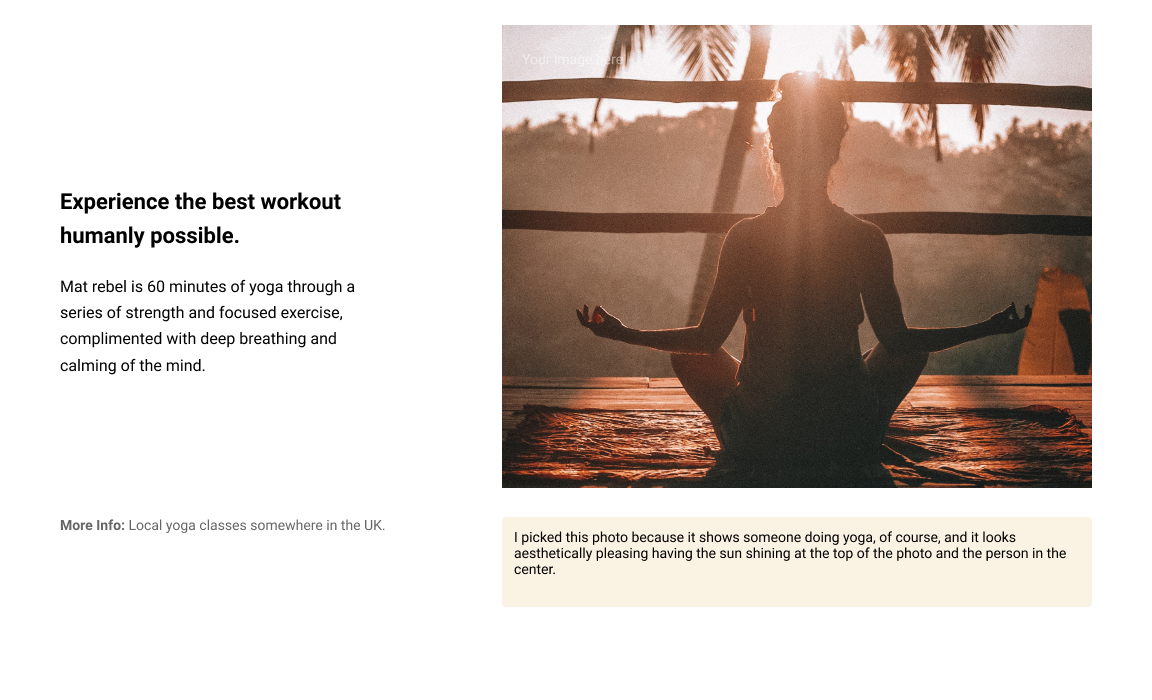 Your Image here
Experience the best workout
humanly possible.
Mat rebel is 60 minutes of yoga through a
series of strength and focused exercise,
complimented with deep breathing and
calming of the mind.
More Info: Local yoga classes somewhere in the UK.
I picked this photo because it shows someone doing yoga, of course, and it looks
aesthetically pleasing having the sun shining at the top of the photo and the person in the
center.